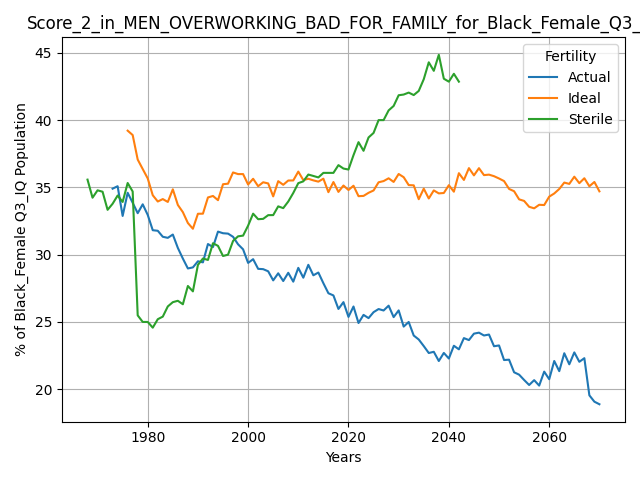 Score_2_in_MEN_OVERWORKING_BAD_FOR_FAMILY_for_Black_Female_Q3_
45
40
35
30
25
20
% of Black_Female Q3_IQ Population
Fertility
Actual
Ideal
Sterile
1980
2000
2020
2040
2060
Years